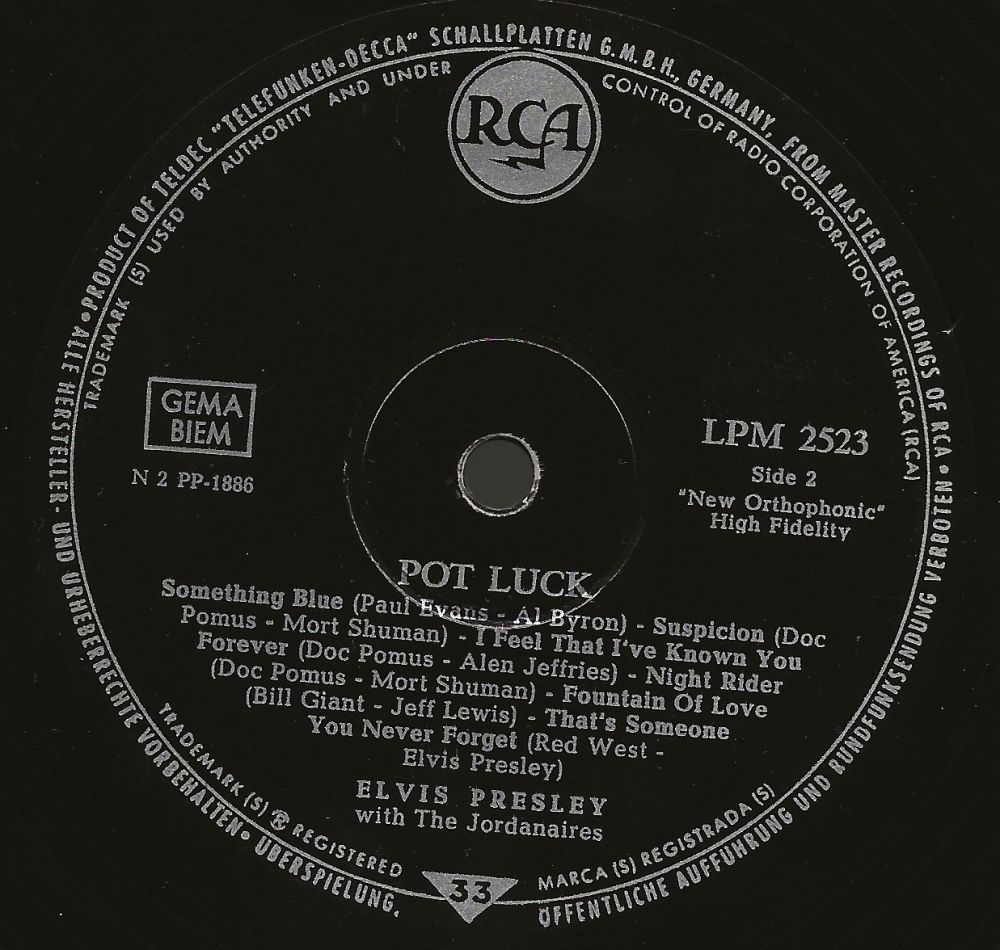 • PRODUCT OF TELDEC "TELEFUNKEN-DECCA" SCHALLPLATTEN G.M.B.H., GERMANY, FROM MASTER RECORDINGS OF RCA •
TRADEMARK (S) USED BY AUTHORITY AND UNDER CONTROL OF RADIO CORPORATION OF AMERICA (RCA)
RCA
GEMA
BIEM
N 2 PP-1886
LPM 2523
Side 2
"New Orthophonic"
High Fidelity
POT LUCK
Something Blue (Paul Evans - Al Byron) - Suspicion (Doc
Pomus - Mort Shuman) - I Feel That I've Known You
Forever (Doc Pomus - Alen Jeffries) - Night Rider
(Doc Pomus - Mort Shuman) - Fountain Of Love
(Bill Giant - Jeff Lewis) - That's Someone
You Never Forget (Red West -
Elvis Presley)
ELVIS PRESLEY
with The Jordanaires
TRADEMARK (S) ® REGISTERED
33
MARCA (S) REGISTRADA (S)
ALLE HERSTELLER- UND URHEBERRECHTE VORBEHALTEN• ÜBERSPIELUNG,
ÖFFENTLICHE AUFFÜHRUNG UND RUNDFUNKSENDUNG VERBOTEN